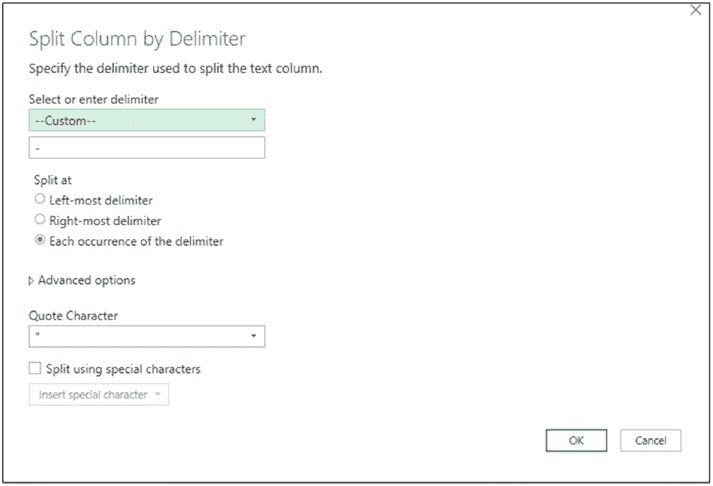 Split Column by Delimiter
Specify the delimiter used to split the text column.
Select or enter delimiter
--Custom--
-
Split at
Left-most delimiter
Right-most delimiter
Each occurrence of the delimiter
Advanced options
Quote Character
"
Split using special characters
Insert special character
OK Cancel